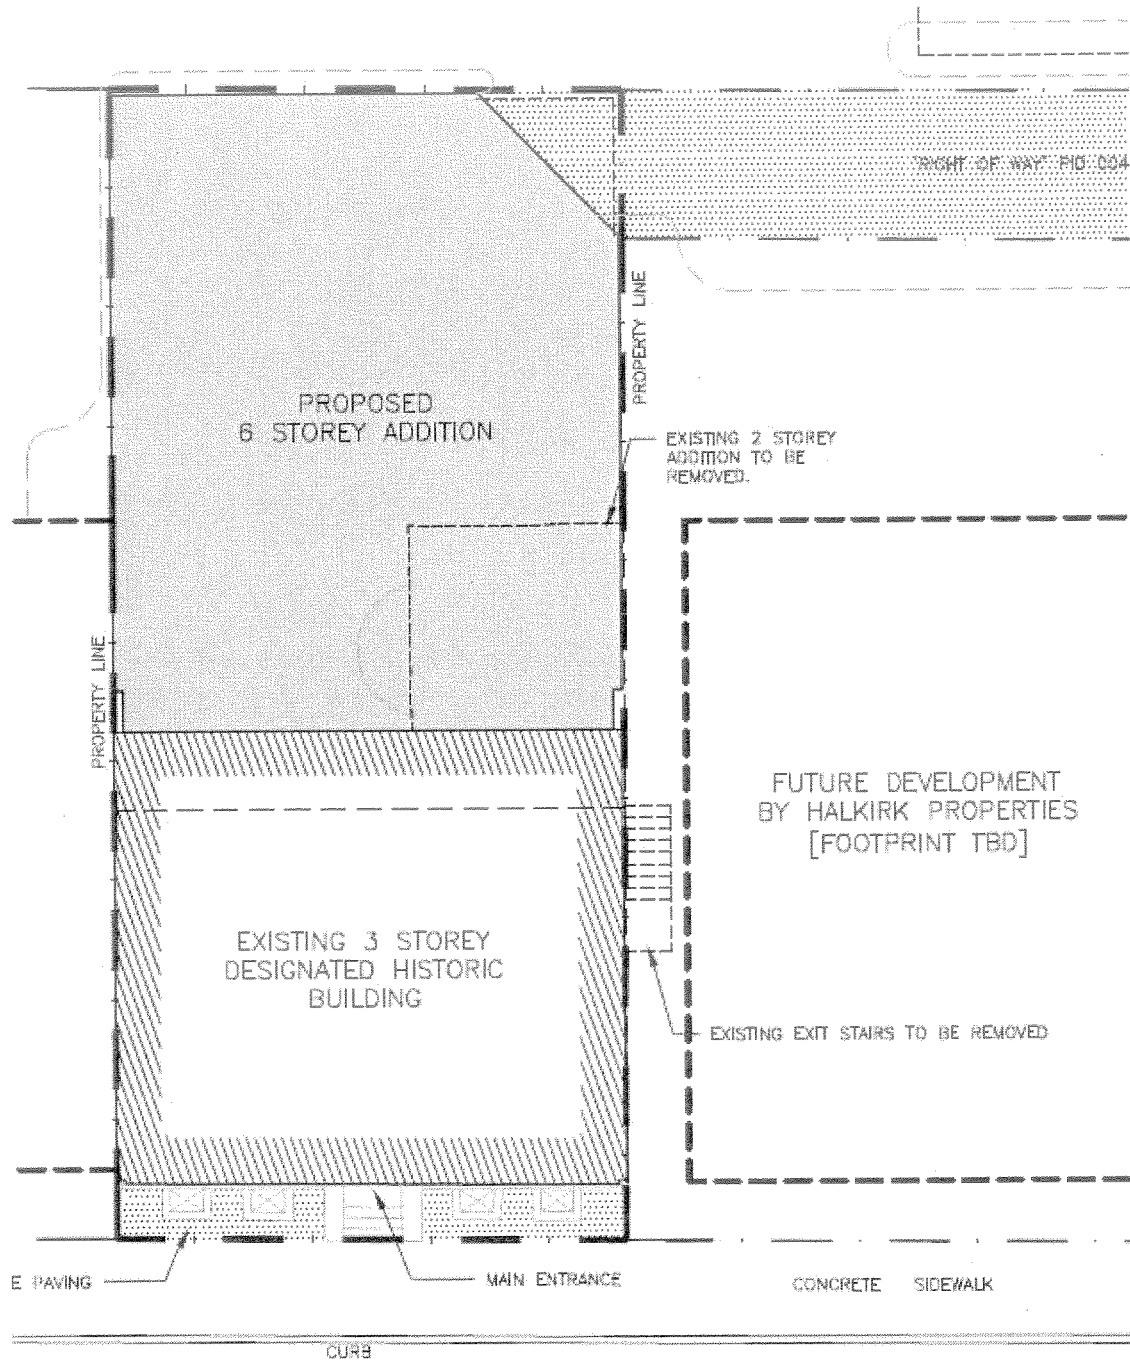 "RIGHT OF WAY" PID 004
PROPERTY LINE
PROPOSED
6 STOREY ADDITION
EXISTING 2 STOREY
ADDITION TO BE
REMOVED.
PROPERTY LINE
FUTURE DEVELOPMENT
BY HALKIRK PROPERTIES
[FOOTPRINT TBD]
EXISTING 3 STOREY
DESIGNATED HISTORIC
BUILDING
EXISTING EXIT STAIRS TO BE REMOVED
E PAVING
MAIN ENTRANCE
CONCRETE SIDEWALK
CURB